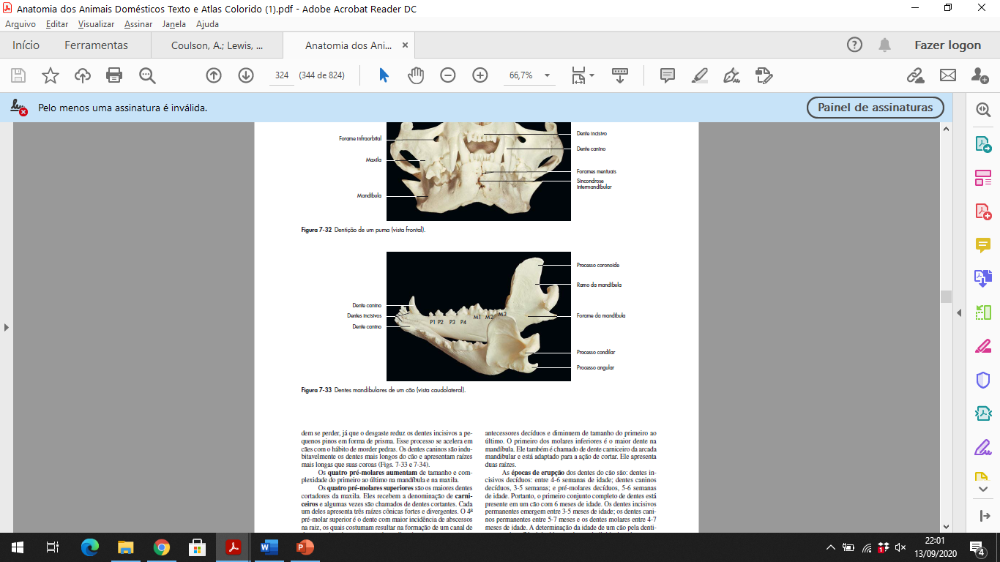 Anatomia dos Animais Domésticos Texto e Atlas Colorido (1).pdf - Adobe Acrobat Reader DC
Arquivo Editar Visualizar Assinar Janela Ajuda
Início Ferramentas Coulson, A.; Lewis, ... Anatomia dos Ani... × Fazer logon
324 (344 de 824) 66,7%
Pelo menos uma assinatura é inválida. Painel de assinaturas
Forame infraorbital
Maxila
Mandíbula
Dente incisivo
Dente canino
Forames mentuais
Sincondrose
intermandibular
Figura 7-32 Dentição de um puma (vista frontal).
Dente canino
Dentes incisivos
Dente canino
P1 P2 P3 P4 M1 M2 M3
Processo coronoide
Ramo da mandíbula
Forame da mandíbula
Processo condilar
Processo angular
Figura 7-33 Dentes mandibulares de um cão (vista caudolateral).
dem se perder, já que o desgaste reduz os dentes incisivos a pe-
quenos pinos em forma de prisma. Esse processo se acelera em
cães com o hábito de morder pedras. Os dentes caninos são indu-
bitavelmente os dentes mais longos do cão e apresentam raízes
mais longas que suas coroas (Figs. 7-33 e 7-34).
Os quatro pré-molares aumentam de tamanho e com-
plexidade do primeiro ao último na mandíbula e na maxila.
Os quatro pré-molares superiores são os maiores dentes
cortadores da maxila. Eles recebem a denominação de carni-
ceiros e algumas vezes são chamados de dentes cortantes. Cada
um deles apresenta três raízes cônicas fortes e divergentes. O 4º
pré-molar superior é o dente com maior incidência de abscessos
na raiz, os quais costumam resultar na formação de um canal de
antecessores decíduos e diminuem de tamanho do primeiro ao
último. O primeiro dos molares inferiores é o maior dente na
mandíbula. Ele também é chamado de dente carniceiro da arcada
mandibular e está adaptado para a ação de cortar. Ele apresenta
duas raízes.
As épocas de erupção dos dentes do cão são: dentes in-
cisivos decíduos: entre 4-6 semanas de idade; dentes caninos
decíduos, 3-5 semanas; e pré-molares decíduos, 5-6 semanas
de idade. Portanto, o primeiro conjunto completo de dentes está
presente em um cão com 6 meses de idade. Os dentes incisivos
permanentes emergem entre 3-5 meses de idade; os dentes cani-
nos permanentes entre 5-7 meses e os dentes molares entre 4-7
meses de idade. A determinação da idade de um cão pela denti-
22:01
13/09/2020
4